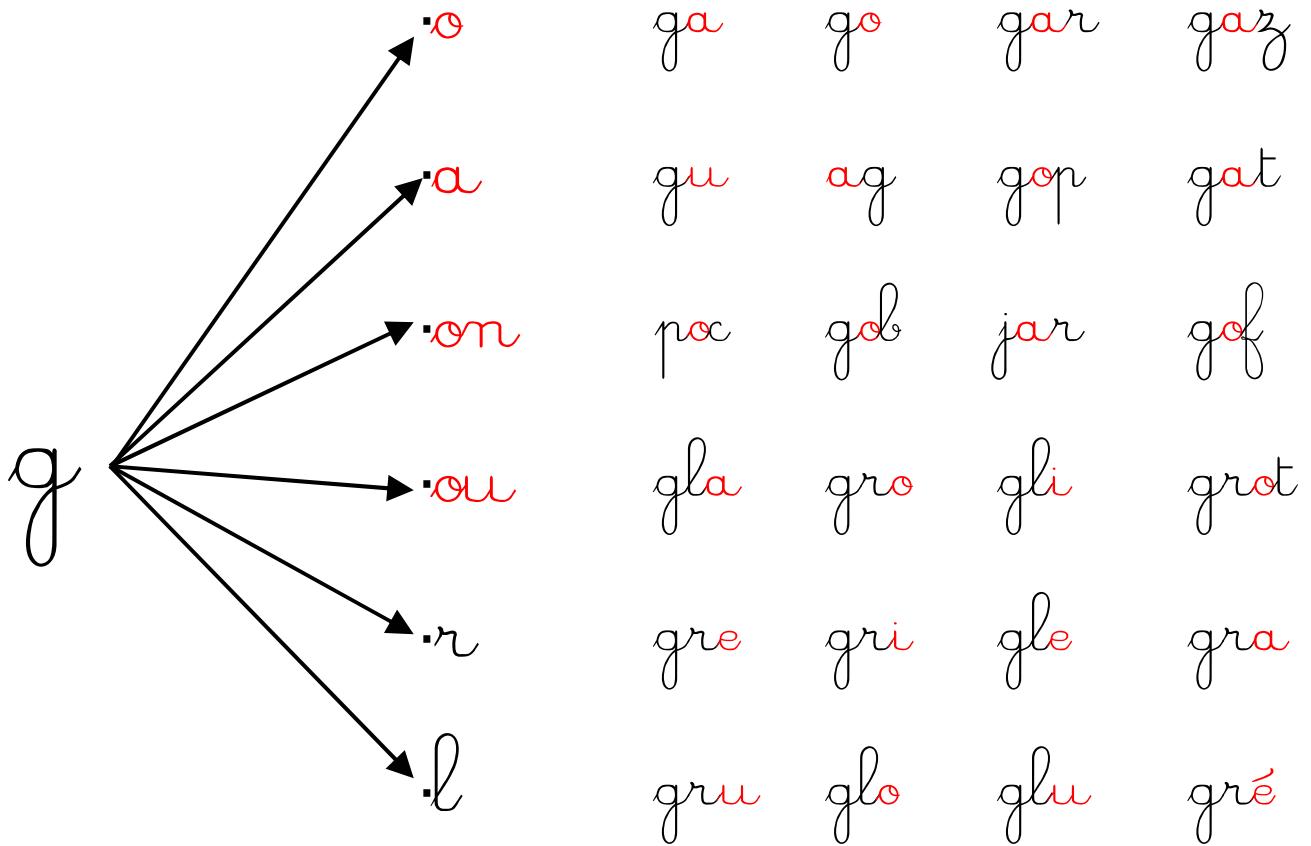 o ga go gar gaz
a gu ag gop gat
on poc gob jar gof
g ou gla gro gli grot
r gre gri gle gra
l gru glo glu gré